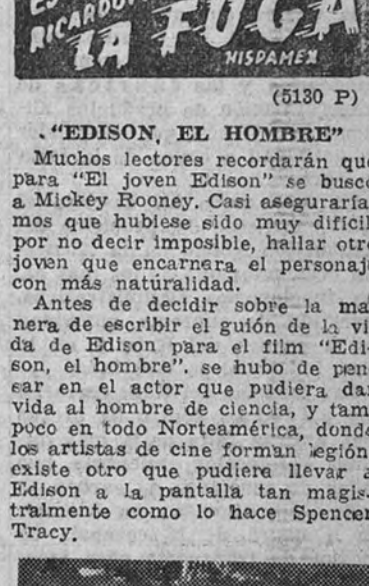 RICARDO
LA FUGA
HISPAMEX
(5130 P)
."EDISON, EL HOMBRE"
Muchos lectores recordarán que
para "El joven Edison" se buscó
a Mickey Rooney. Casi aseguraría-
mos que hubiese sido muy difícil
por no decir imposible, hallar otro
joven que encarnara el personaje
con más naturalidad.
Antes de decidir sobre la ma-
nera de escribir el guión de la vi-
da de Edison para el film "Edi-
son, el hombre". se hubo de pen-
sar en el actor que pudiera dar
vida al hombre de ciencia, y tam-
poco en todo Norteamérica, donde
los artistas de cine forman legión,
existe otro que pudiera llevar a
Edison a la pantalla tan magis-
tralmente como lo hace Spencer
Tracy.